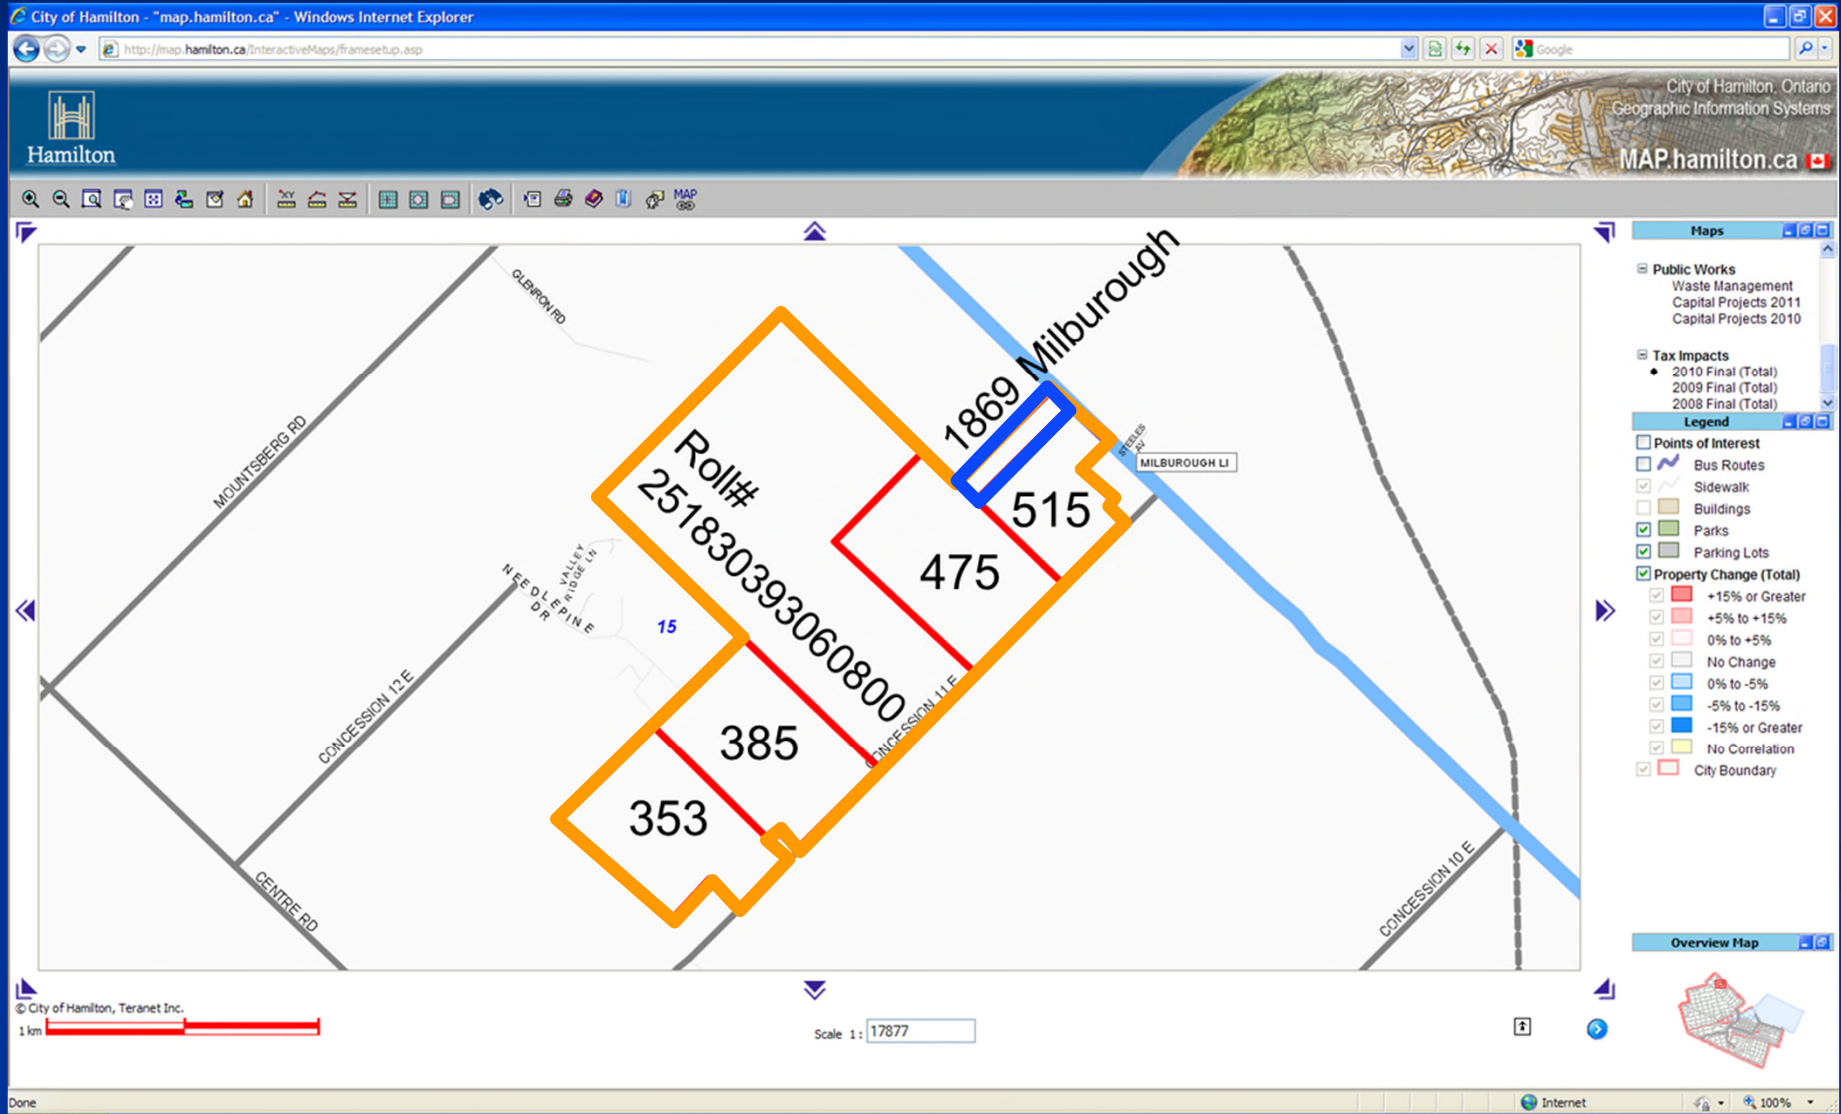 City of Hamilton - "map.hamilton.ca" - Windows Internet Explorer
http://map.hamilton.ca/InteractiveMaps/framesetup.asp
Google
Hamilton
City of Hamilton, Ontario
Geographic Information Systems
MAP.hamilton.ca
XY
MAP
Maps
Public Works
Waste Management
Capital Projects 2011
Capital Projects 2010
Tax Impacts
2010 Final (Total)
2009 Final (Total)
2008 Final (Total)
Legend
Points of Interest
Bus Routes
Sidewalk
Buildings
Parks
Parking Lots
Property Change (Total)
+15% or Greater
+5% to +15%
0% to +5%
No Change
0% to -5%
-5% to -15%
-15% or Greater
No Correlation
City Boundary
Overview Map
GLENRON RD
1869 Milburough
STEELES AV
MILBOROUGH LI
MOUNTSBERG RD
Roll#
251830393060800
515
475
VALLEY RIDGE LN
NEEDLEPINE DR
15
CONCESSION 11 E
CONCESSION 12 E
385
353
CENTRE RD
CONCESSION 10 E
© City of Hamilton, Teranet Inc.
1 km
Scale 1: 17877
Done
Internet
100%